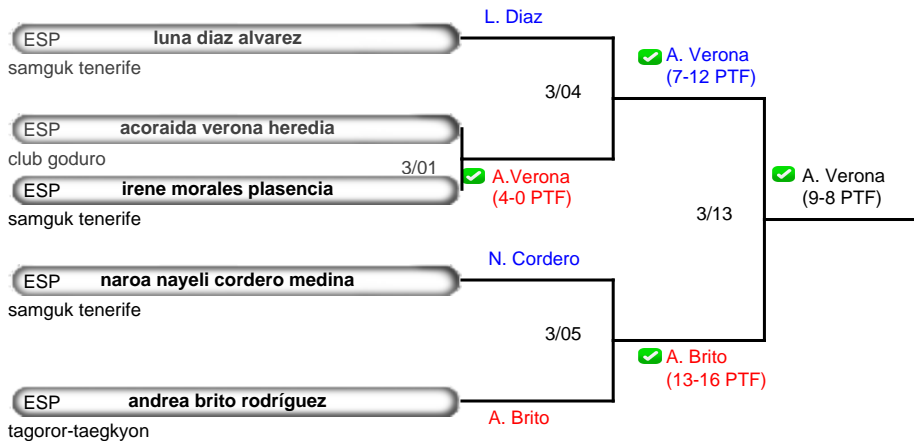 L. Diaz
ESP luna diaz alvarez
samguk tenerife
A. Verona
(7-12 PTF)
3/04
ESP acoraida verona heredia
club goduro
3/01
A.Verona
(4-0 PTF)
ESP irene morales plasencia
samguk tenerife
A. Verona
(9-8 PTF)
3/13
N. Cordero
ESP naroa nayeli cordero medina
samguk tenerife
3/05
A. Brito
(13-16 PTF)
ESP andrea brito rodríguez
A. Brito
tagoror-taegkyon